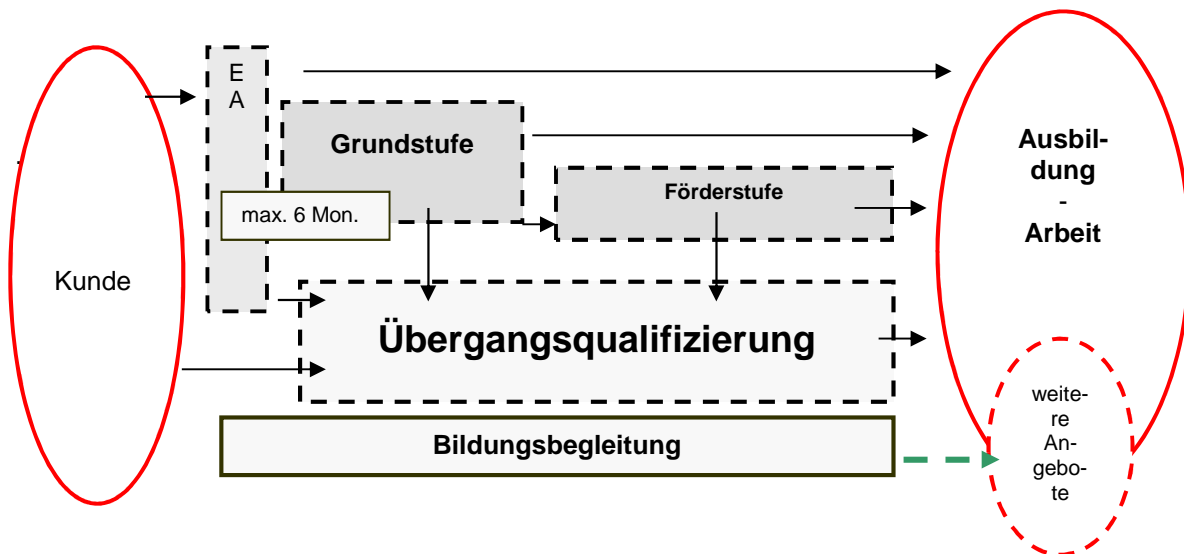 E
A
Grundstufe
max. 6 Mon.
Förderstufe
Ausbil-
dung
-
Arbeit
Kunde
Übergangsqualifizierung
Bildungsbegleitung
weite-
re
An-
gebo-
te